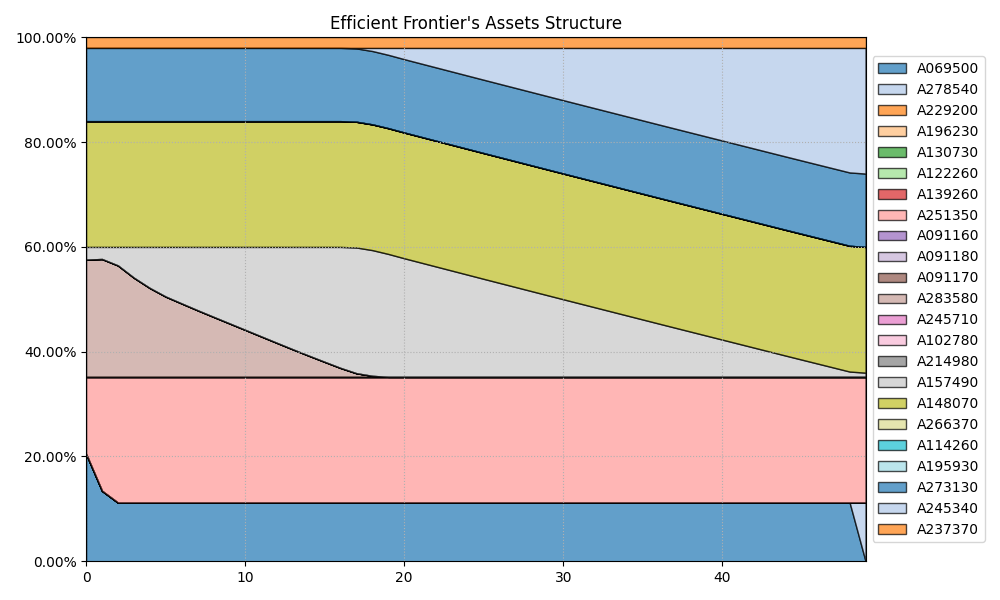 Efficient Frontier's Assets Structure
100.00%
80.00%
60.00%
40.00%
20.00%
0.00%
0
10
20
30
40
A069500
A278540
A229200
A196230
A130730
A122260
A139260
A251350
A091160
A091180
A091170
A283580
A245710
A102780
A214980
A157490
A148070
A266370
A114260
A195930
A273130
A245340
A237370